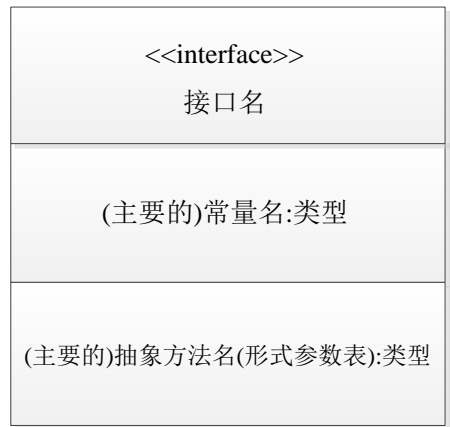 <<interface>>
接口名
(主要的)常量名:类型
(主要的)抽象方法名(形式参数表):类型